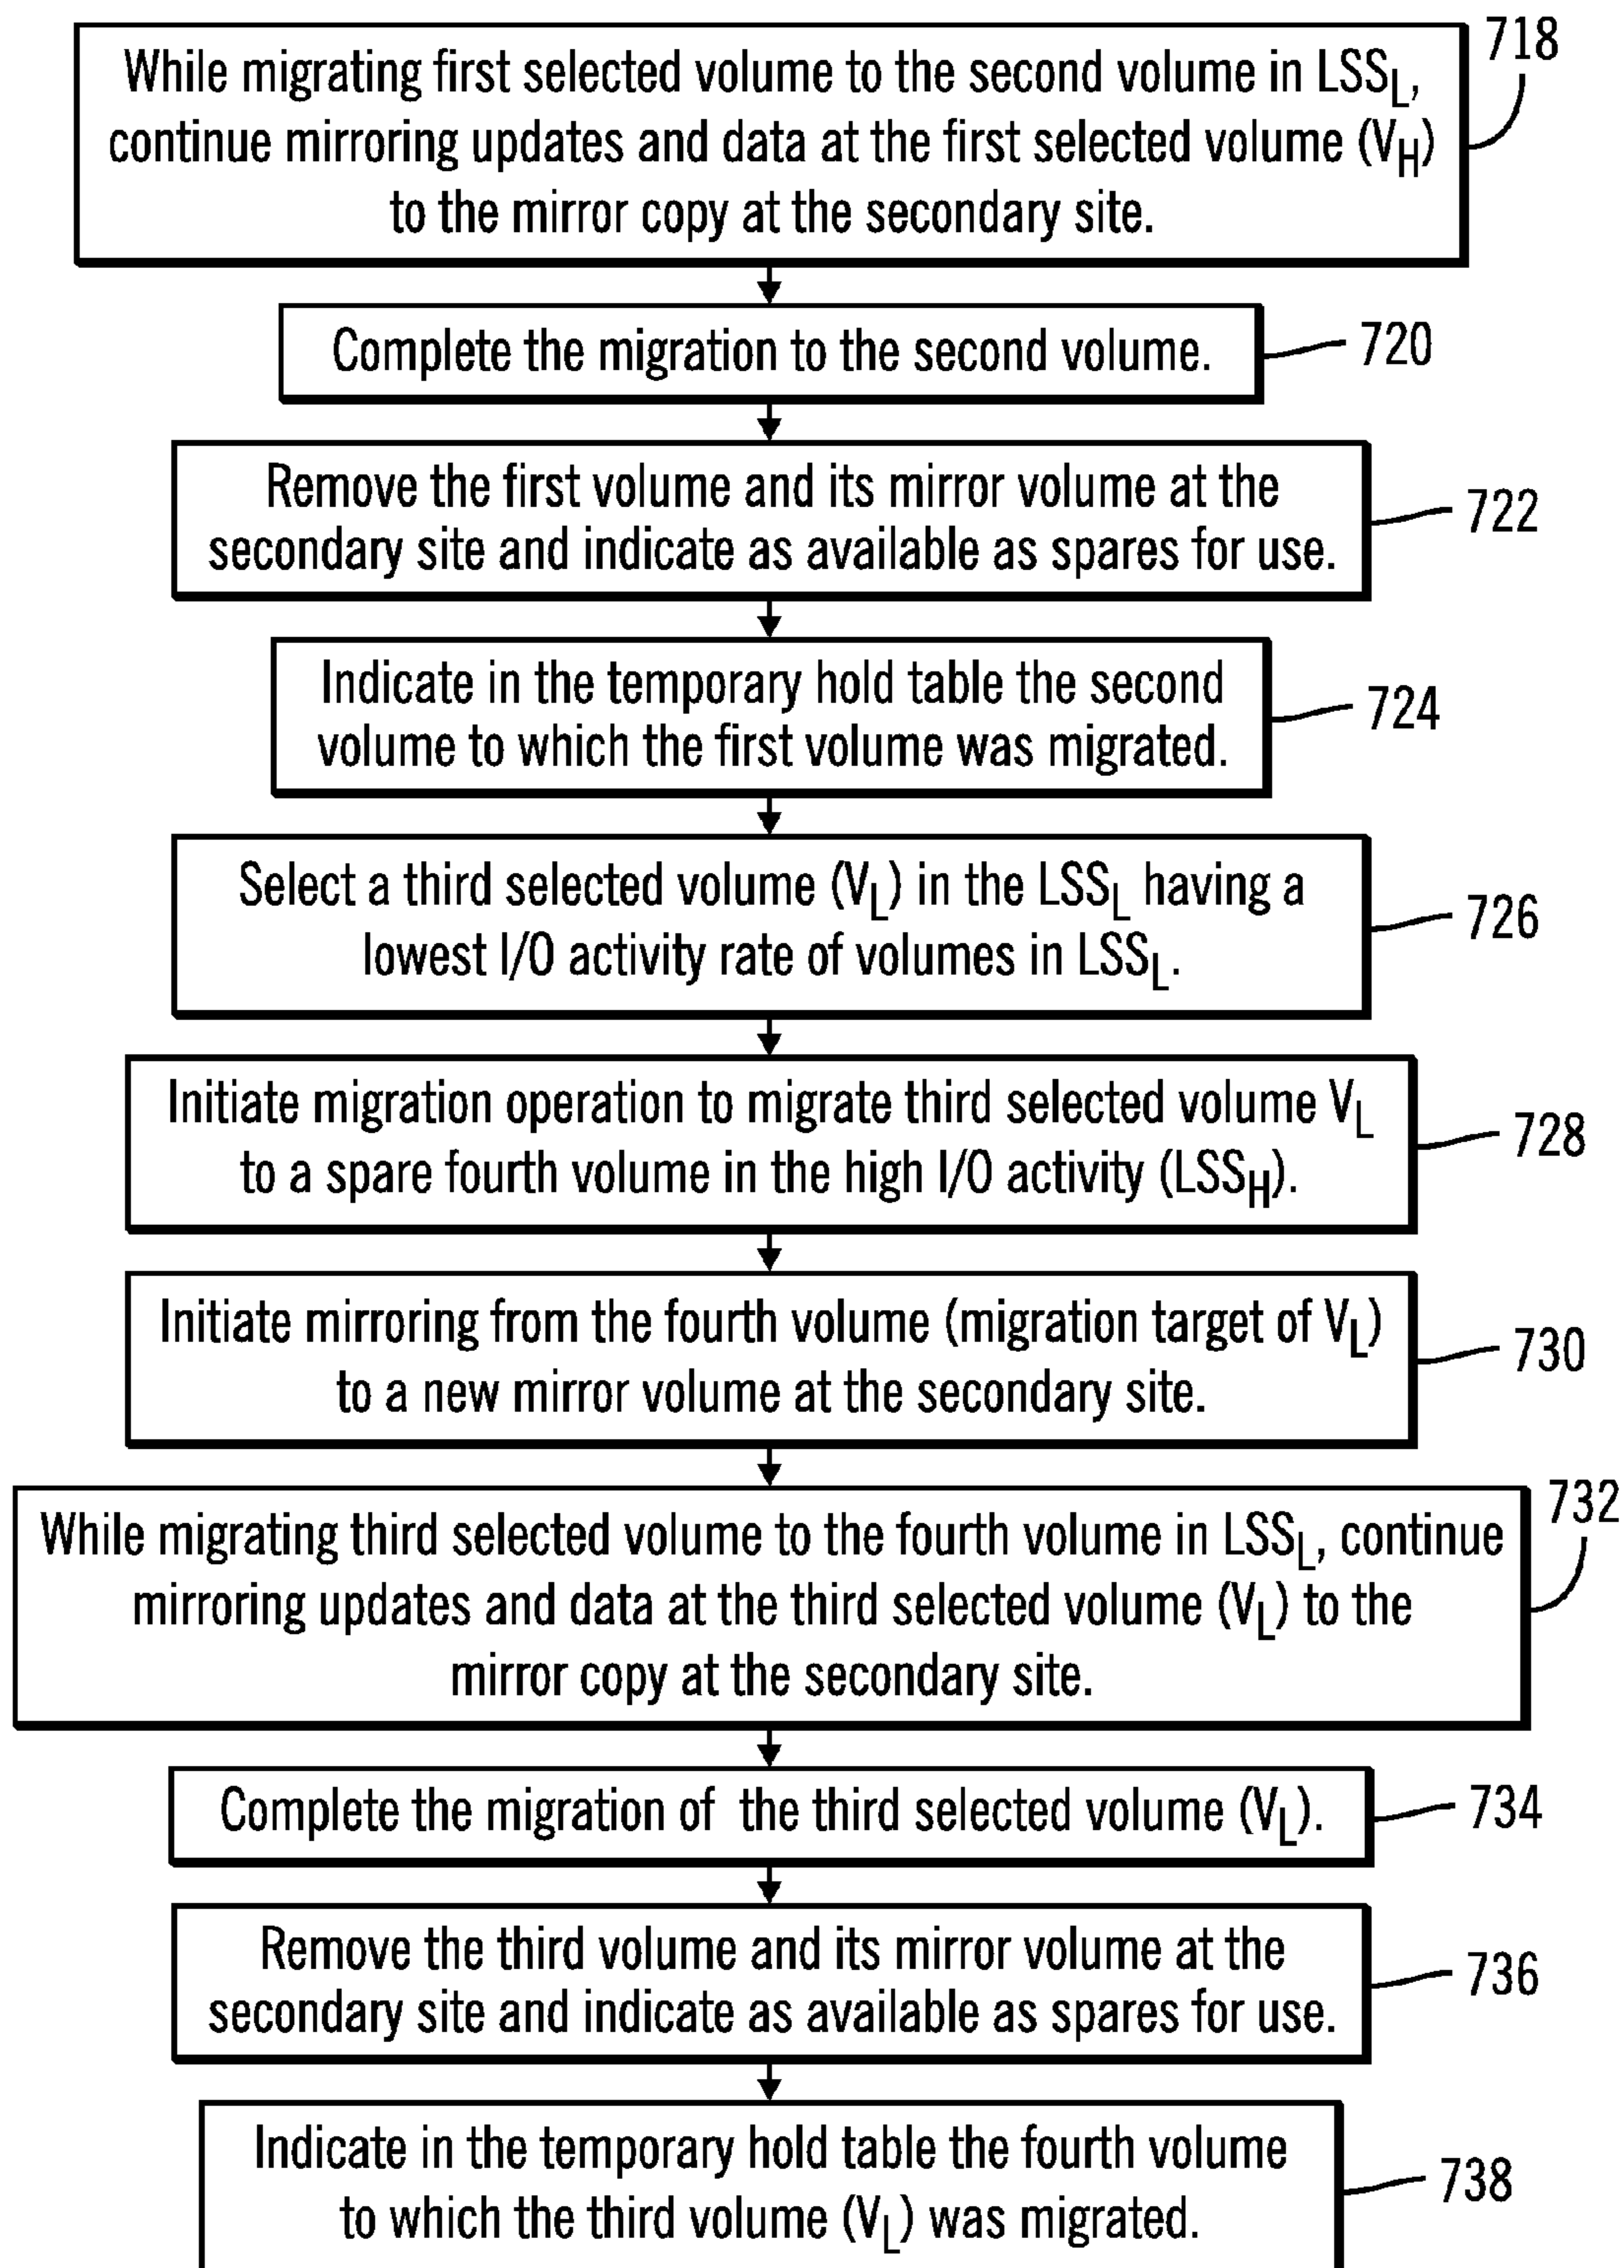 While migrating first selected volume to the second volume in LSSL, 718
continue mirroring updates and data at the first selected volume (VH)
to the mirror copy at the secondary site.
Complete the migration to the second volume. 720
Remove the first volume and its mirror volume at the
secondary site and indicate as available as spares for use. 722
Indicate in the temporary hold table the second
volume to which the first volume was migrated. 724
Select a third selected volume (VL) in the LSSL having a
lowest I/O activity rate of volumes in LSSL. 726
Initiate migration operation to migrate third selected volume VL
to a spare fourth volume in the high I/O activity (LSSH). 728
Initiate mirroring from the fourth volume (migration target of VL)
to a new mirror volume at the secondary site. 730
While migrating third selected volume to the fourth volume in LSSL, continue 732
mirroring updates and data at the third selected volume (VL) to the
mirror copy at the secondary site.
Complete the migration of the third selected volume (VL). 734
Remove the third volume and its mirror volume at the
secondary site and indicate as available as spares for use. 736
Indicate in the temporary hold table the fourth volume
to which the third volume (VL) was migrated. 738